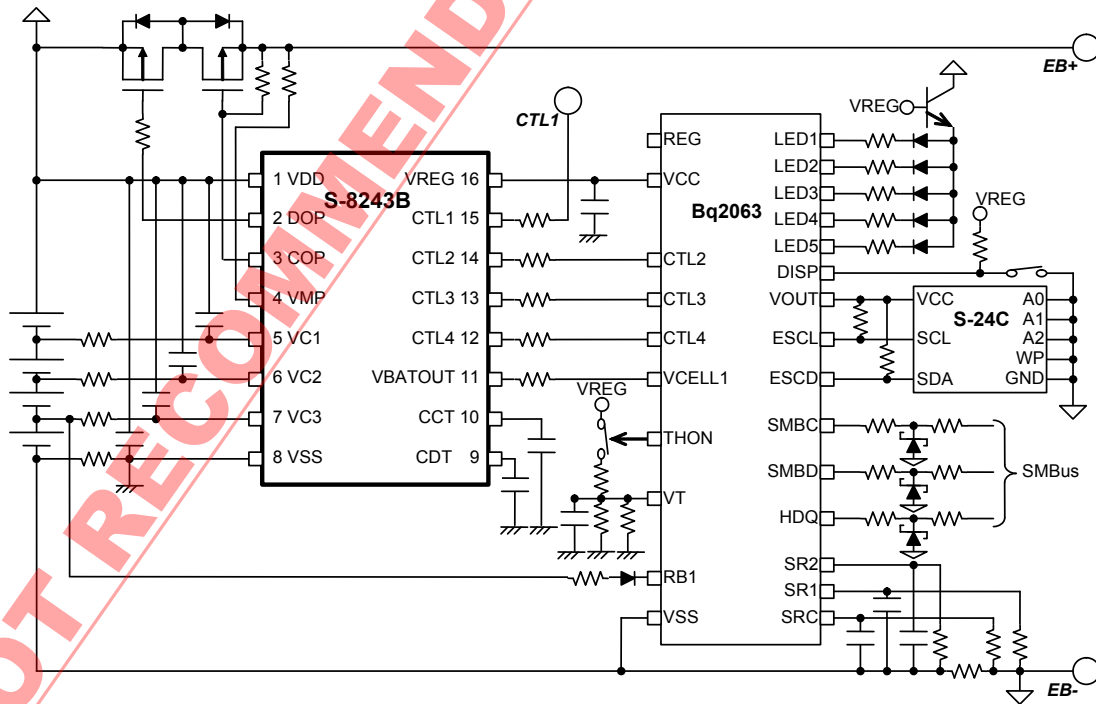 EB+
CTL1
VREG
REG
LED1
1 VDD
VREG 16
VCC
LED2
S-8243B
Bq2063
LED3
VREG
2 DOP
CTL1 15
LED4
LED5
3 COP
CTL2 14
CTL2
DISP
4 VMP
CTL3 13
CTL3
VOUT
VCC
A0
S-24C
A1
5 VC1
CTL4 12
CTL4
ESCL
SCL
A2
WP
6 VC2
VBATOUT 11
VCELL1
ESCD
SDA
GND
VREG
7 VC3
CCT 10
SMBC
THON
8 VSS
CDT 9
SMBD
SMBus
VT
HDQ
SR2
RB1
SR1
VSS
SRC
EB-
NOT RECOMMEND